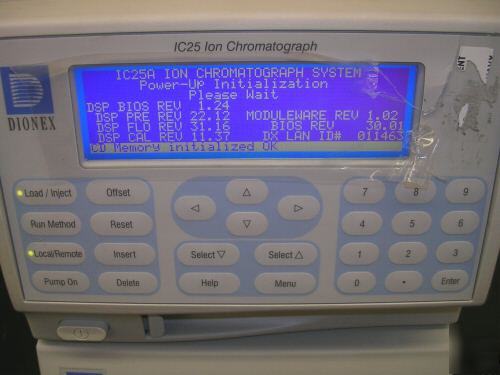 IC25 Ion Chromatograph
DIONEX
IC25A ION CHROMATOGRAPH SYSTEM
Power-Up Initialization
Please Wait
DSP BIOS REV 1.24
DSP PRE REV 22.12 MODULEWARE REV 1.02
DSP FLO REV 31.16 BIOS REV 30.01
DSP CAL REV 11.37 DX LAN ID# 011463
CD Memory initialized OK
Load / Inject Offset 7 8 9
Run Method Reset 4 5 6
Local/Remote Insert Select ▽ Select △ 1 2 3
Pump On Delete Help Menu 0 • Enter
DIONEX